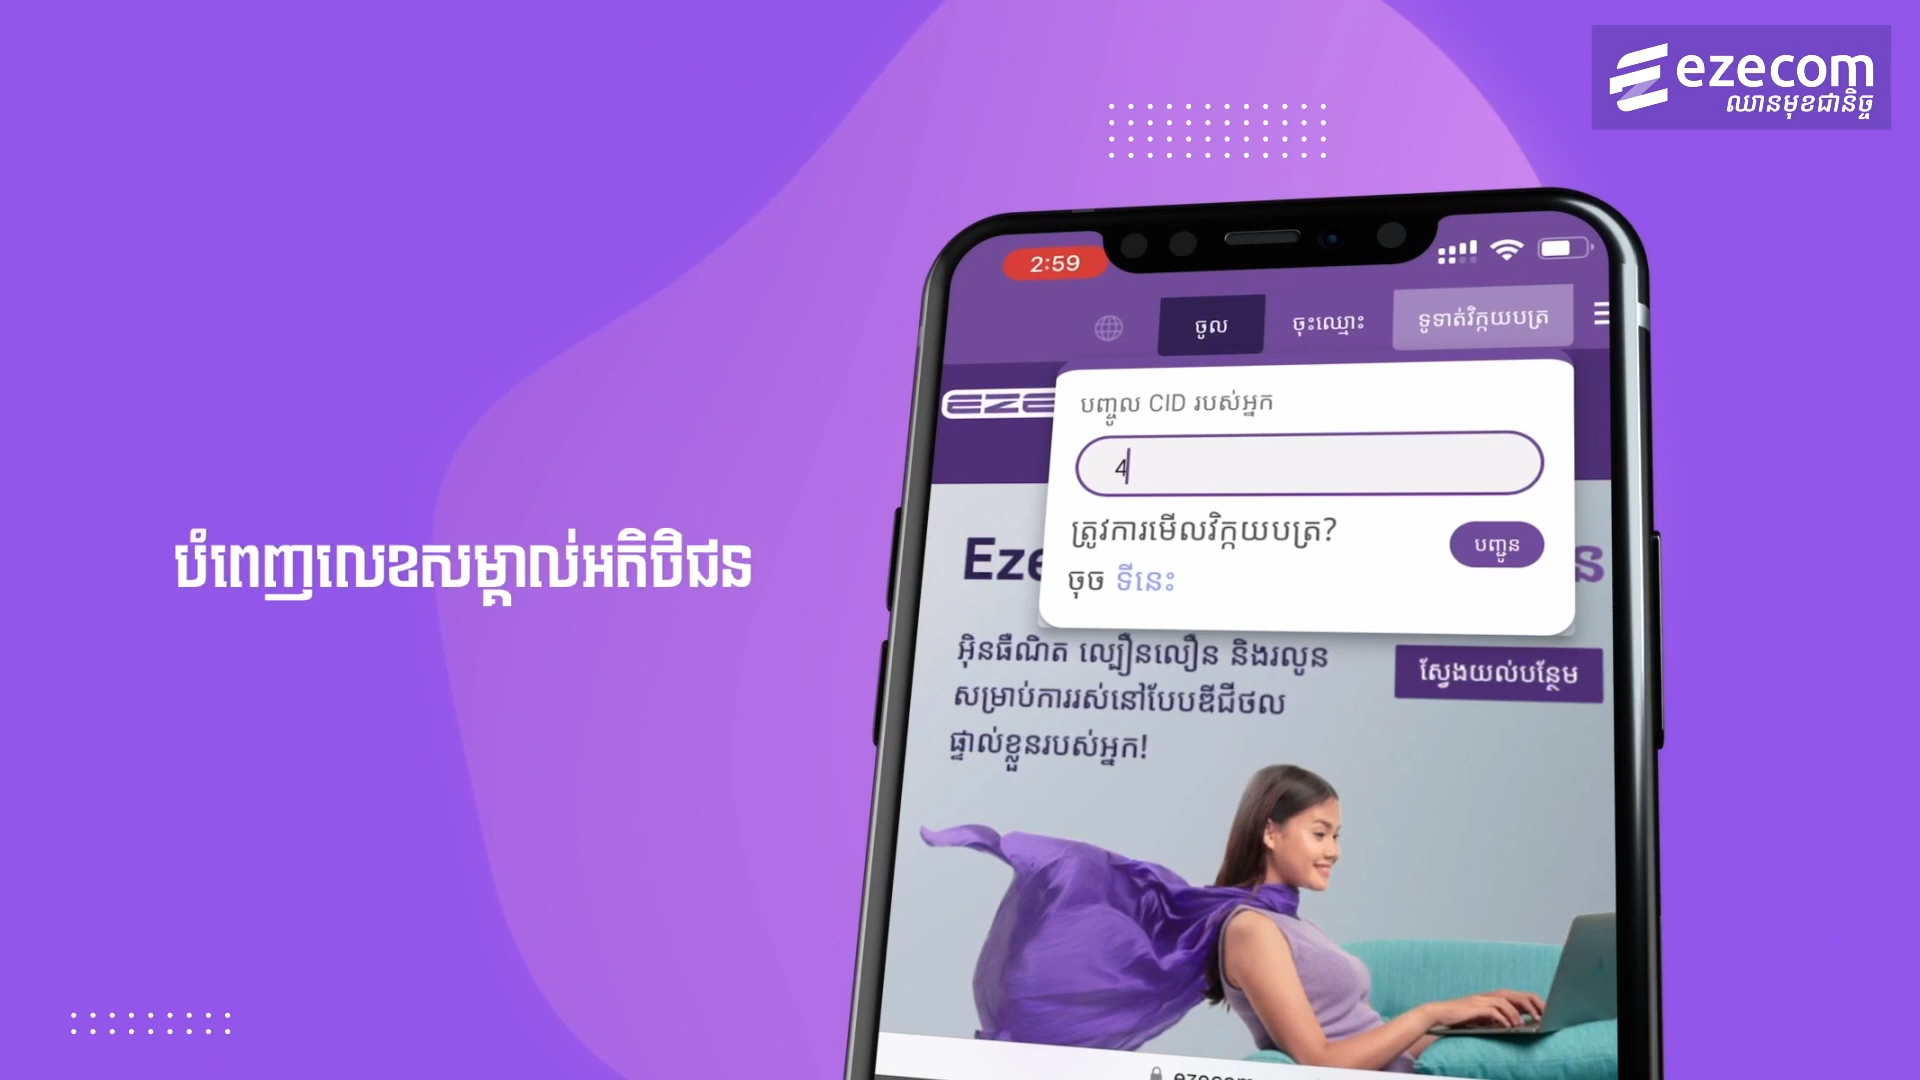 ezecom
ឈានមុខជានិច្ច
2:59
ចូល
ចុះឈ្មោះ
ទូទាត់វិក្កយបត្រ
EZE
បញ្ចូល CID របស់អ្នក
4
ត្រូវការមើលវិក្កយបត្រ?
ចុច ទីនេះ
បញ្ជូន
បំពេញលេខសម្គាល់អតិថិជន
Eze
s
អ៊ិនធឺណិត ល្បឿនលឿន និងរលូន
សម្រាប់ការរស់នៅបែបឌីជីថល
ផ្ទាល់ខ្លួនរបស់អ្នក!
ស្វែងយល់បន្ថែម
ezecom